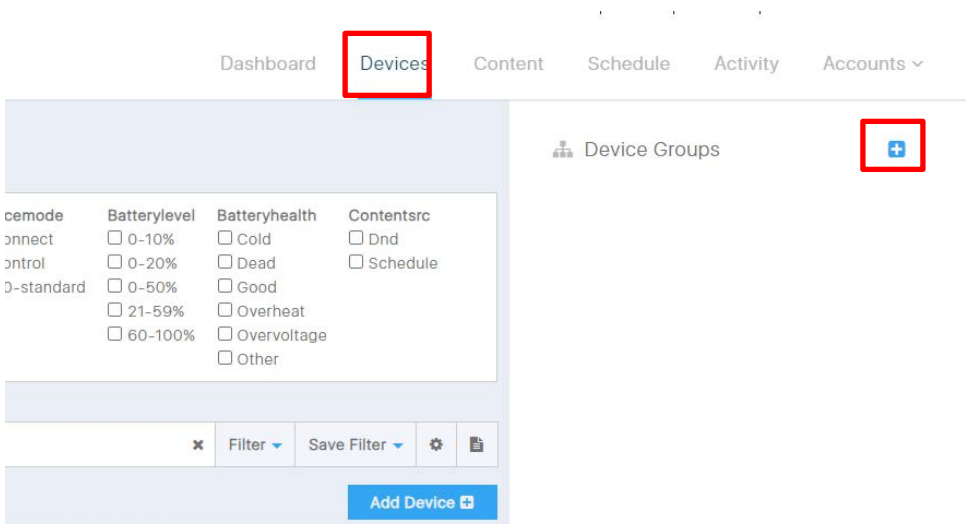 Dashboard Devices Content Schedule Activity Accounts
Device Groups
cemode Batterylevel Batteryhealth Contentsrc
onnect 0-10% Cold Dnd
ontrol 0-20% Dead Schedule
0-standard 0-50% Good
21-59% Overheat
60-100% Overvoltage
Other
Filter Save Filter
Add Device